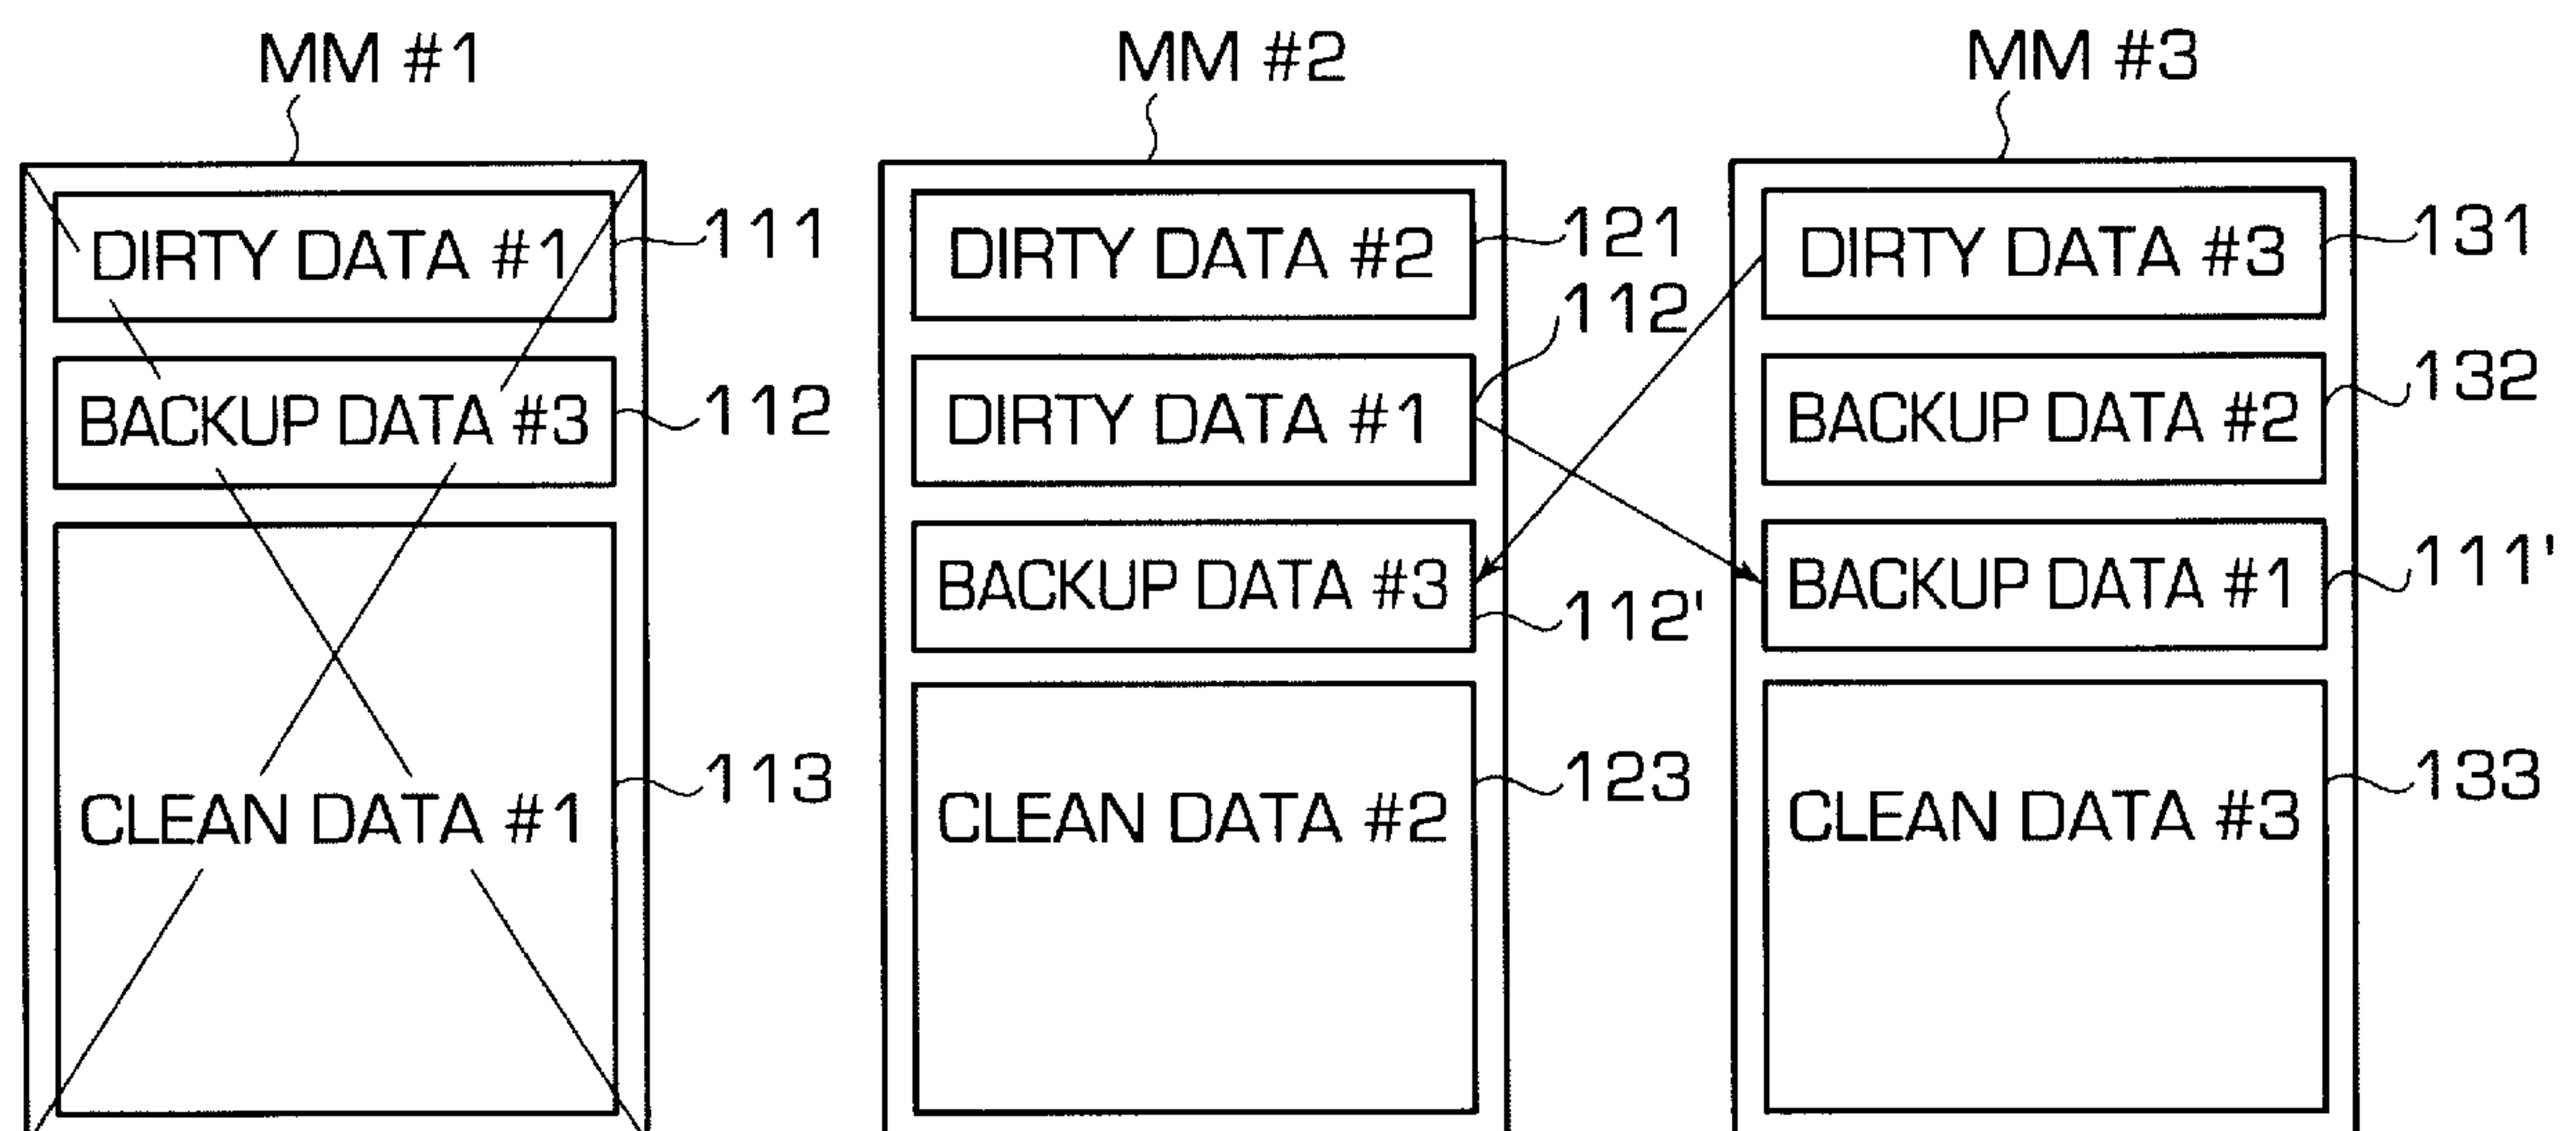 MM #1
DIRTY DATA #1
111
BACKUP DATA #3
112
CLEAN DATA #1
113
MM #2
DIRTY DATA #2
121
DIRTY DATA #1
112
BACKUP DATA #3
112'
CLEAN DATA #2
123
MM #3
DIRTY DATA #3
131
BACKUP DATA #2
132
BACKUP DATA #1
111'
CLEAN DATA #3
133